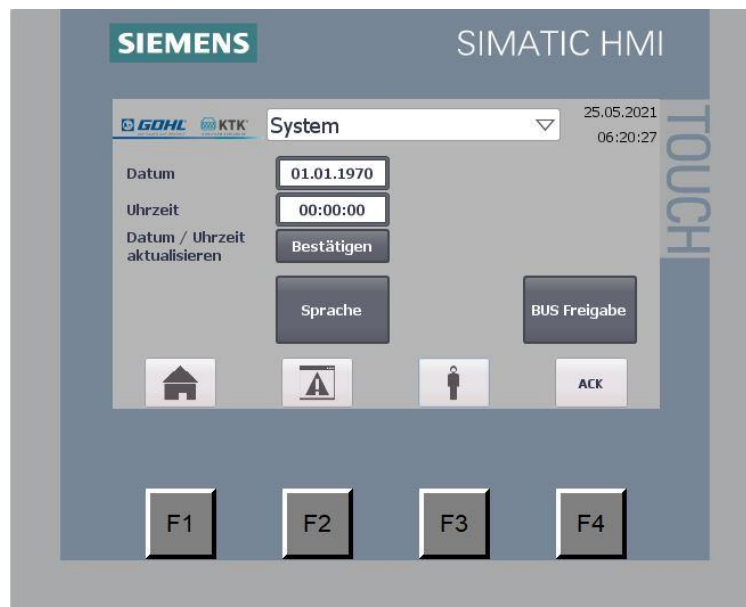 SIEMENS
SIMATIC HMI
TOUCH
GOHL KTK
System
25.05.2021
06:20:27
Datum
01.01.1970
Uhrzeit
00:00:00
Datum / Uhrzeit
aktualisieren
Bestätigen
Sprache
BUS Freigabe
ACK
F1
F2
F3
F4